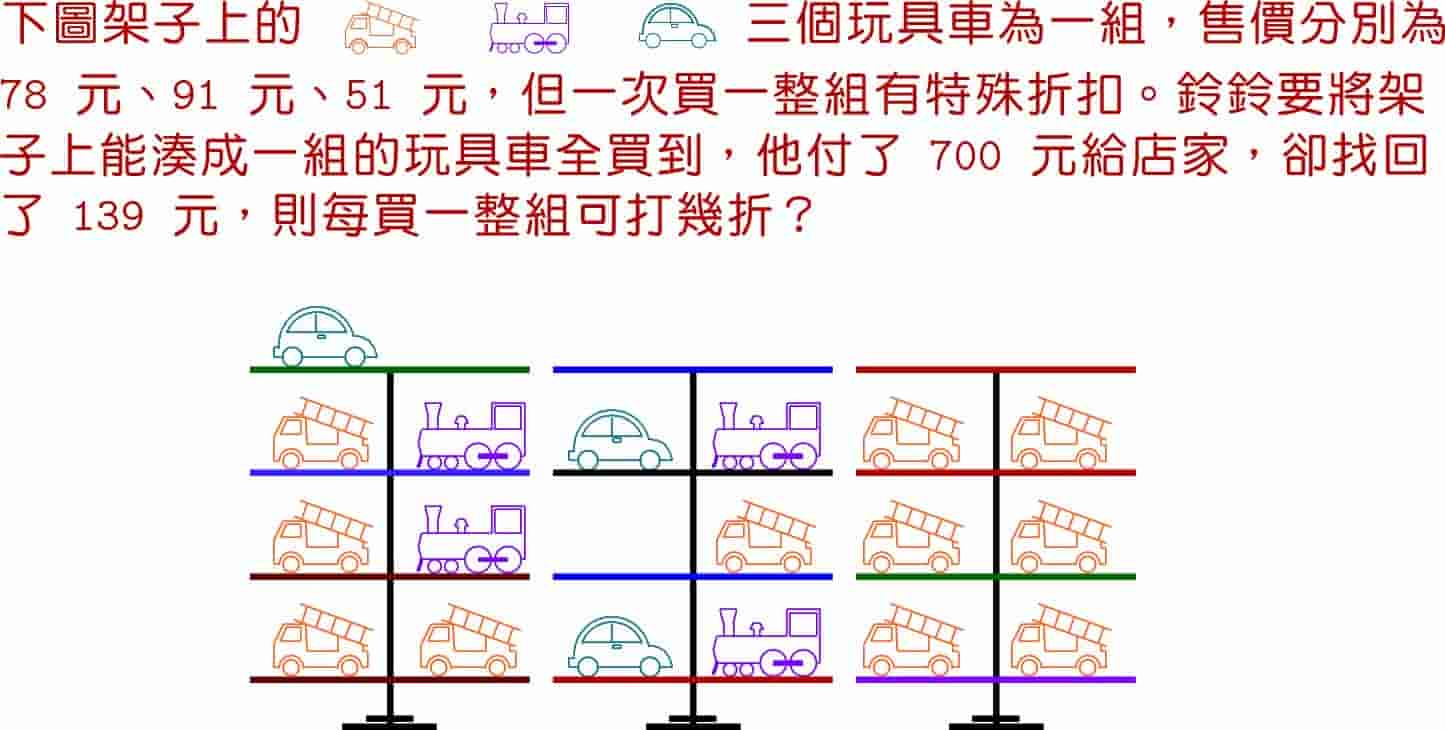 下圖架子上的 三個玩具車為一組，售價分別為
78 元、91 元、51 元，但一次買一整組有特殊折扣。鈴鈴要將架
子上能湊成一組的玩具車全買到，他付了 700 元給店家，卻找回
了 139 元，則每買一整組可打幾折？